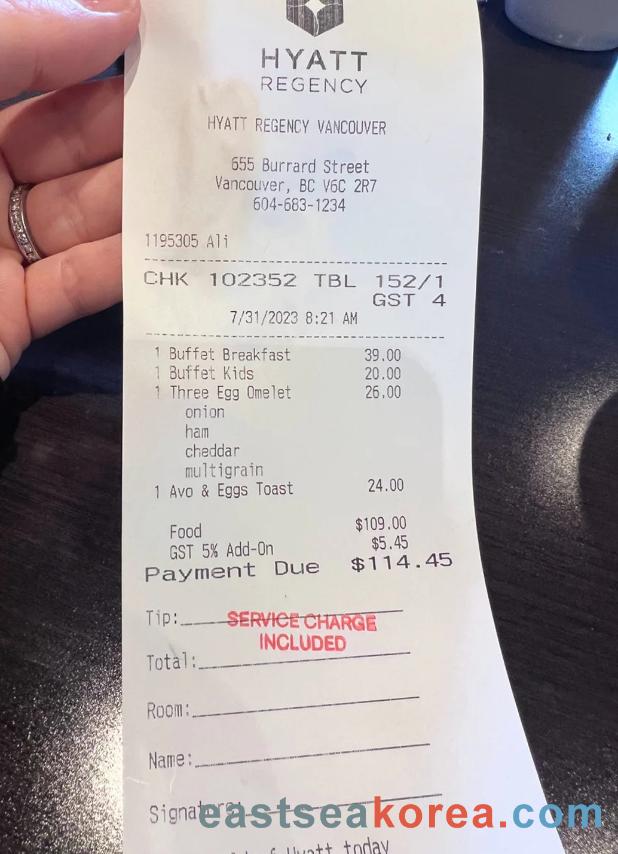 HYATT
REGENCY
HYATT REGENCY VANCOUVER
655 Burrard Street
Vancouver, BC V6C 2R7
604-683-1234
1195305 Ali
CHK 102352 TBL 152/1
GST 4
7/31/2023 8:21 AM
1 Buffet Breakfast 39.00
1 Buffet Kids 20.00
1 Three Egg Omelet 26.00
onion
ham
cheddar
multigrain
1 Avo & Eggs Toast 24.00
Food $109.00
GST 5% Add-On $5.45
Payment Due $114.45
Tip:
SERVICE CHARGE
INCLUDED
Total:
Room:
Name:
Signature:
eastseakorea.com
of Hyatt today